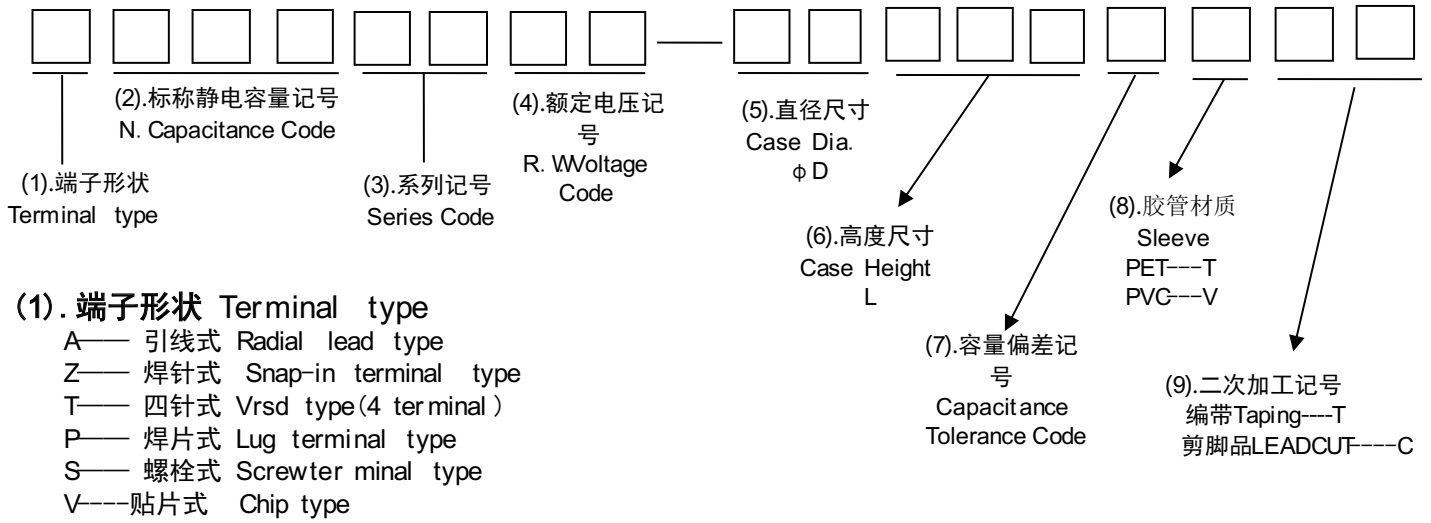 (2).标称静电容量记号
N. Capacitance Code
(4).额定电压记
号
R. WVoltage
Code
(5).直径尺寸
Case Dia.
φD
(1).端子形状
Terminal type
(3).系列记号
Series Code
(6).高度尺寸
Case Height
L
(8).胶管材质
Sleeve
PET---T
PVC---V
(7).容量偏差记
号
Capacitance
Tolerance Code
(9).二次加工记号
编带Taping----T
剪脚品LEADCUT----C
(1).端子形状 Terminal type
A—— 引线式 Radial lead type
Z—— 焊针式 Snap-in terminal type
T—— 四针式 Vrsd type(4 terminal)
P—— 焊片式 Lug terminal type
S—— 螺栓式 Screwter minal type
V----贴片式 Chip type